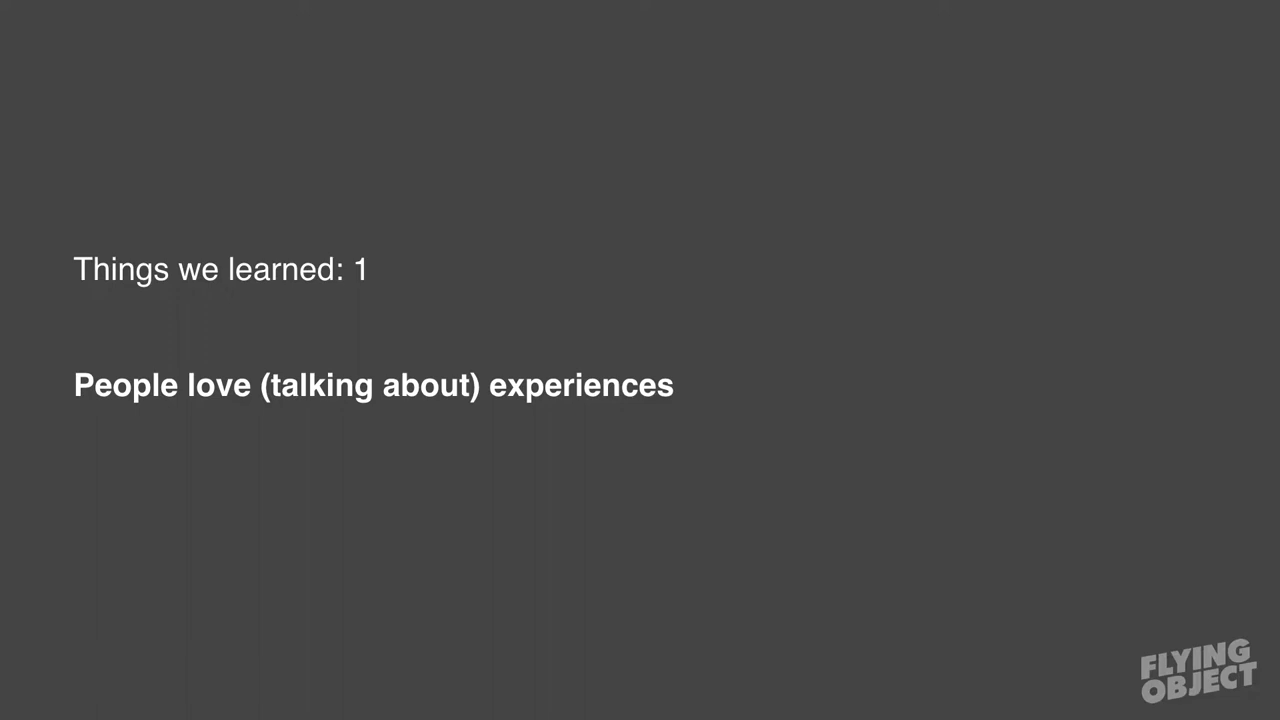 Things we learned: 1
People love (talking about) experiences
FLYING
OBJECT